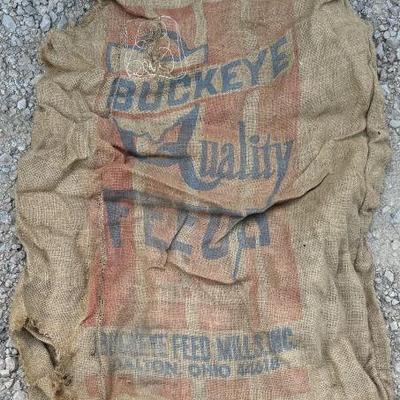 BUCKEYE
Quality
FEEDS
BUCKEYE FEED MILLS, INC.
DALTON, OHIO 44618